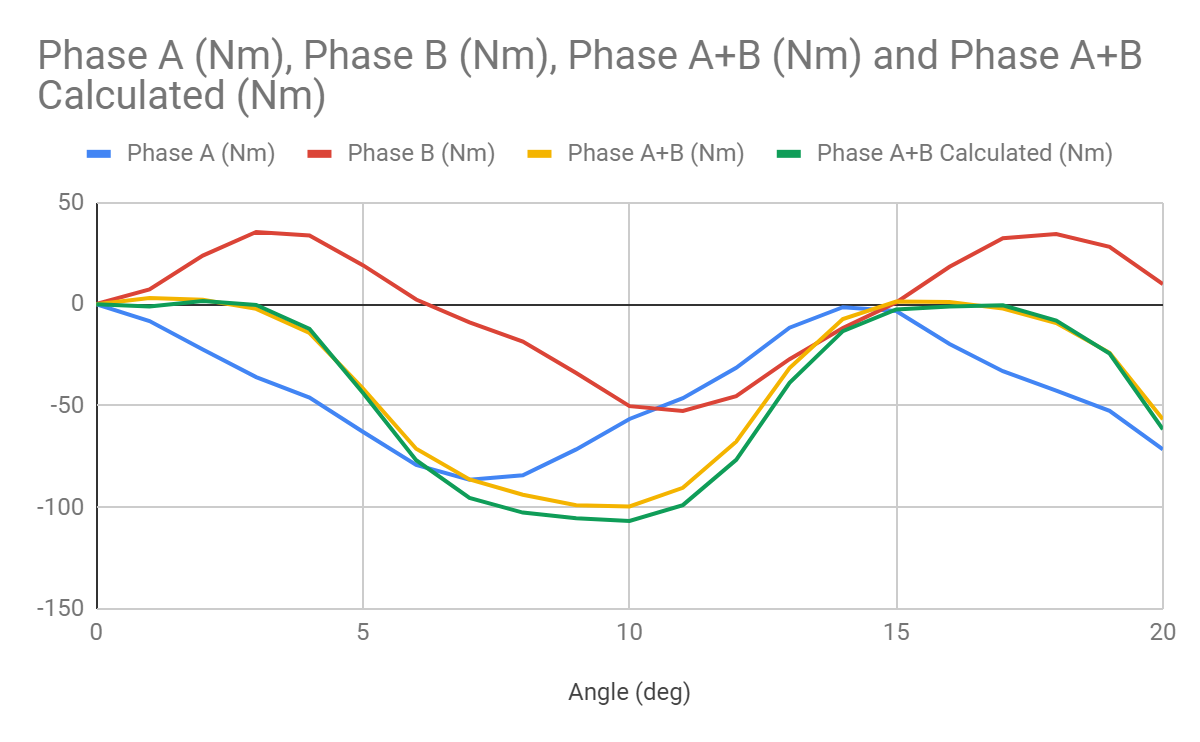 Phase A (Nm), Phase B (Nm), Phase A+B (Nm) and Phase A+B
Calculated (Nm)
Phase A (Nm) Phase B (Nm) Phase A+B (Nm) Phase A+B Calculated (Nm)
50
0
-50
-100
-150
0 5 10 15 20
Angle (deg)